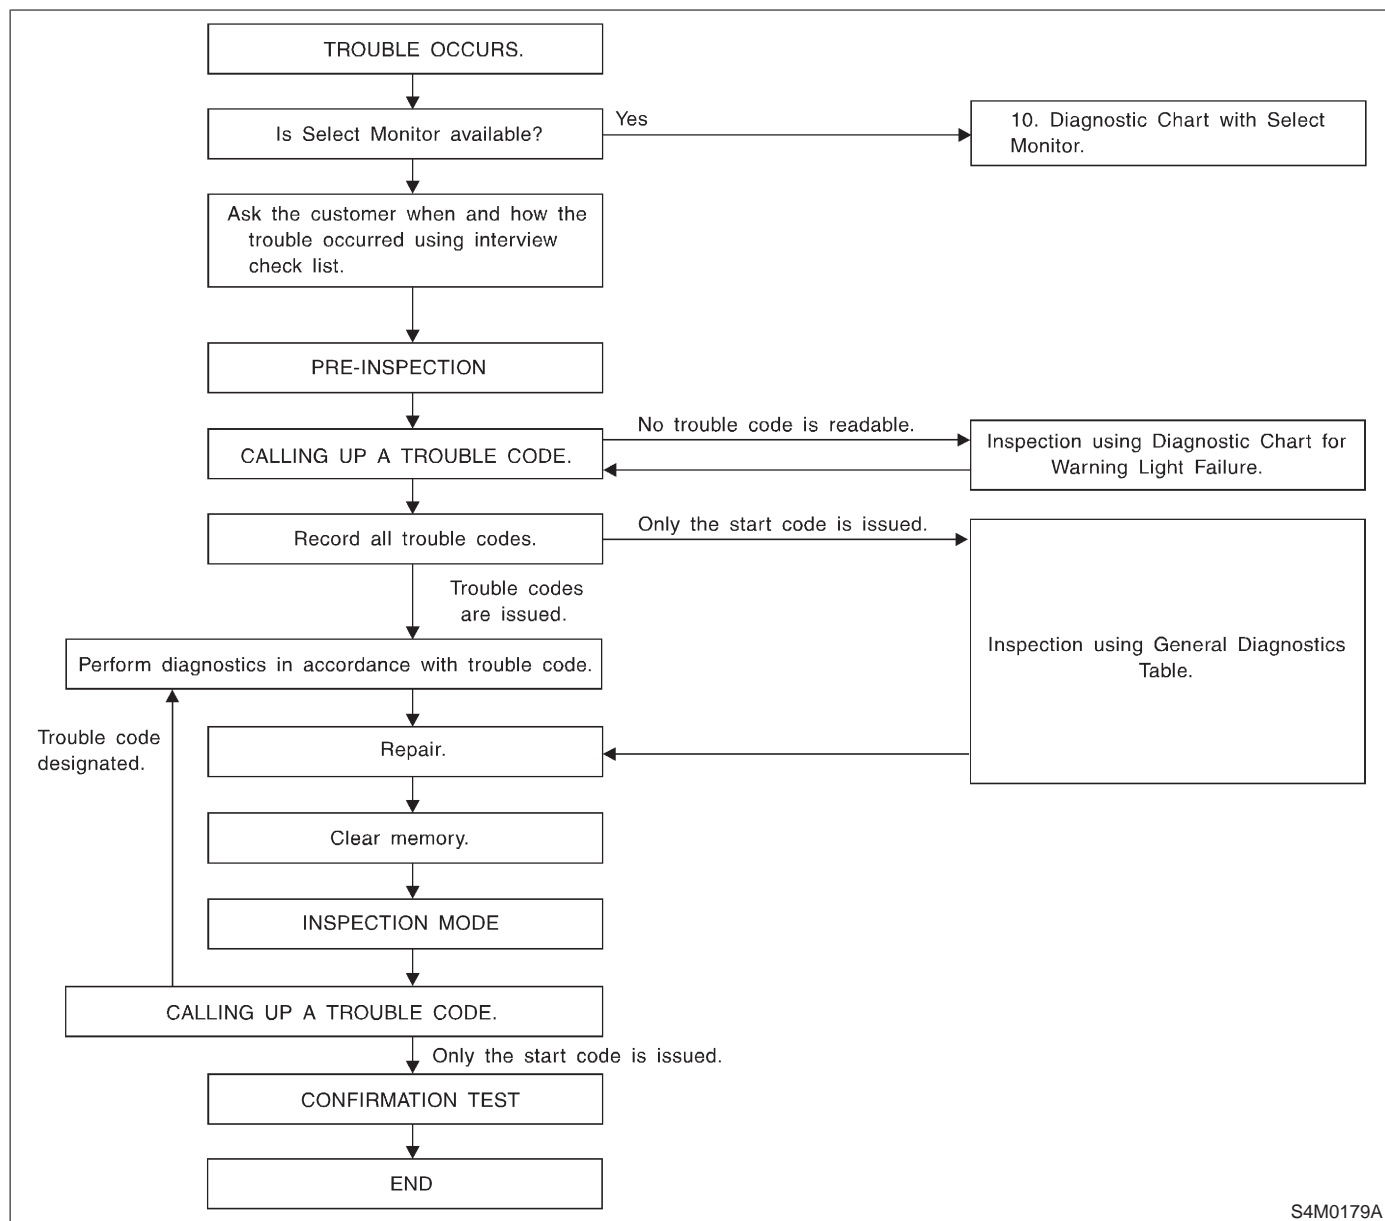 TROUBLE OCCURS.
Is Select Monitor available?
Yes
10. Diagnostic Chart with Select
Monitor.
Ask the customer when and how the
trouble occurred using interview
check list.
PRE-INSPECTION
CALLING UP A TROUBLE CODE.
No trouble code is readable.
Inspection using Diagnostic Chart for
Warning Light Failure.
Record all trouble codes.
Only the start code is issued.
Trouble codes
are issued.
Inspection using General Diagnostics
Table.
Perform diagnostics in accordance with trouble code.
Trouble code
designated.
Repair.
Clear memory.
INSPECTION MODE
CALLING UP A TROUBLE CODE.
Only the start code is issued.
CONFIRMATION TEST
END
S4M0179A